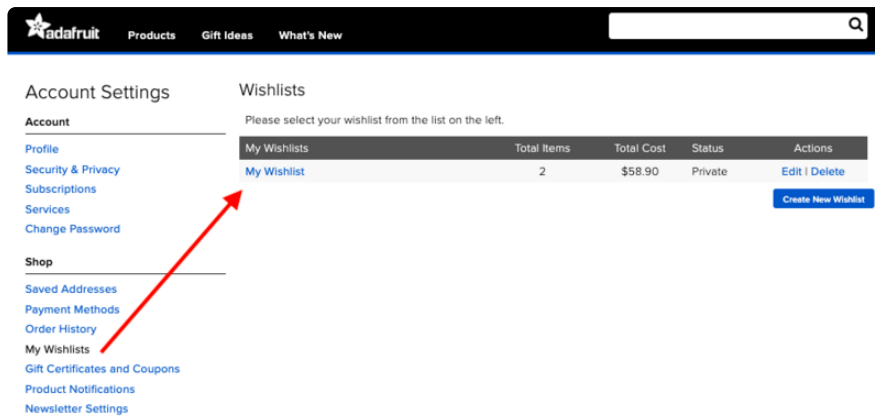 adafruit Products Gift Ideas What's New
Account Settings
Account
Profile
Security & Privacy
Subscriptions
Services
Change Password
Shop
Saved Addresses
Payment Methods
Order History
My Wishlists
Gift Certificates and Coupons
Product Notifications
Newsletter Settings
Wishlists
Please select your wishlist from the list on the left.
My Wishlists Total Items Total Cost Status Actions
My Wishlist 2 $58.90 Private Edit | Delete
Create New Wishlist